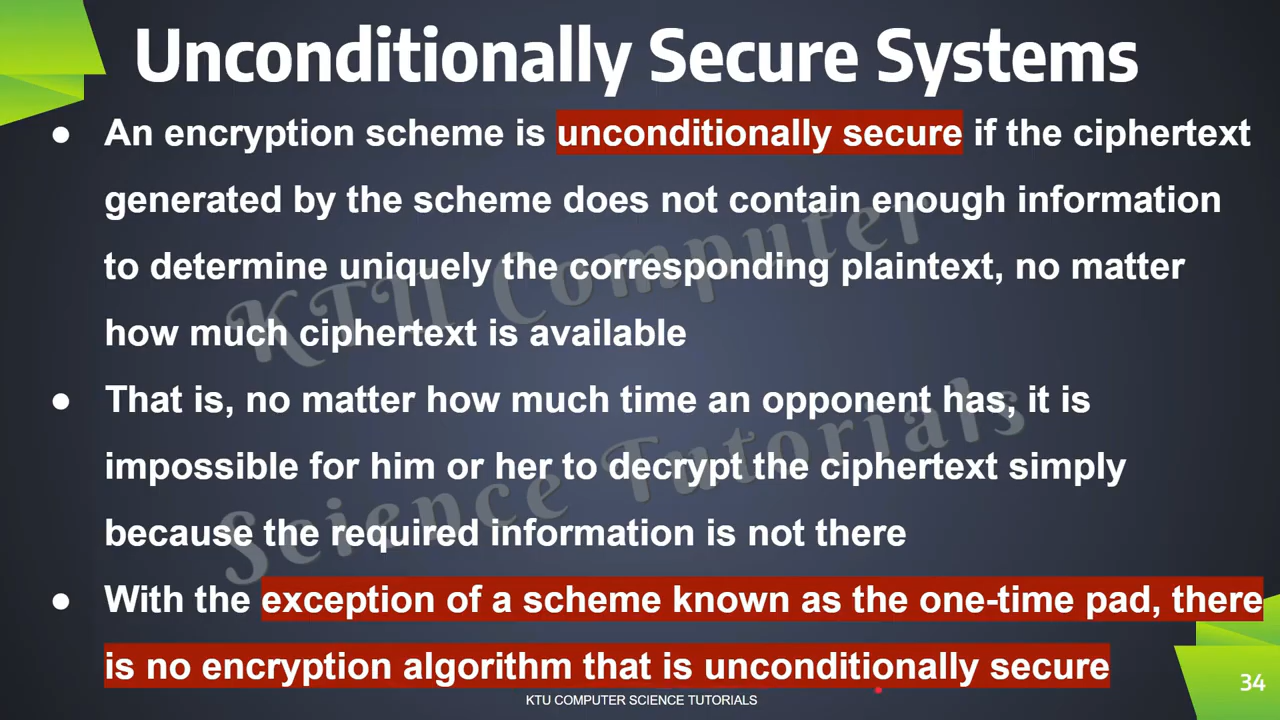 Unconditionally Secure Systems
● An encryption scheme is unconditionally secure if the ciphertext
generated by the scheme does not contain enough information
to determine uniquely the corresponding plaintext, no matter
how much ciphertext is available
● That is, no matter how much time an opponent has, it is
impossible for him or her to decrypt the ciphertext simply
because the required information is not there
● With the exception of a scheme known as the one-time pad, there
is no encryption algorithm that is unconditionally secure
KTU Computer
Science Tutorials
KTU COMPUTER SCIENCE TUTORIALS
34